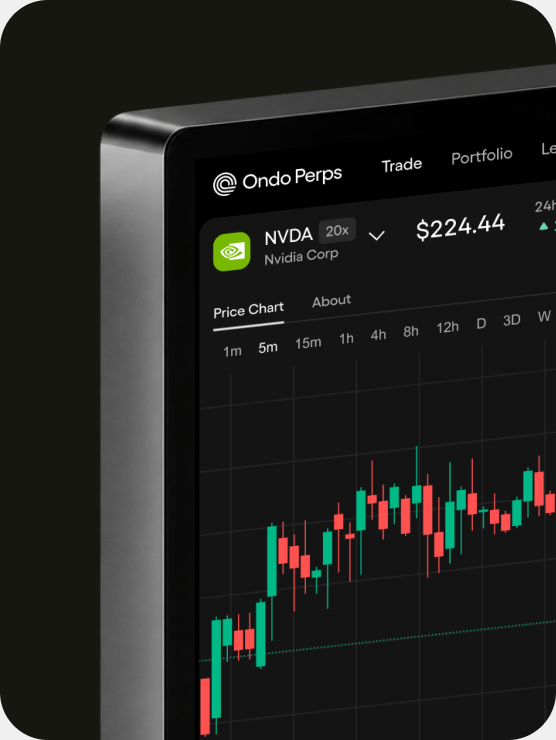 Ondo Perps Trade Portfolio
NVDA 20x $224.44 24h
Nvidia Corp
Price Chart About
1m 5m 15m 1h 4h 8h 12h D 3D W